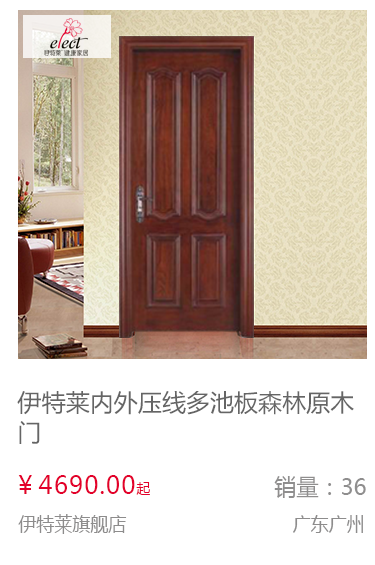 elect
伊特莱 健康家居
伊特莱内外压线多池板森林原木
门
¥ 4690.00起
销量：36
伊特莱旗舰店
广东广州